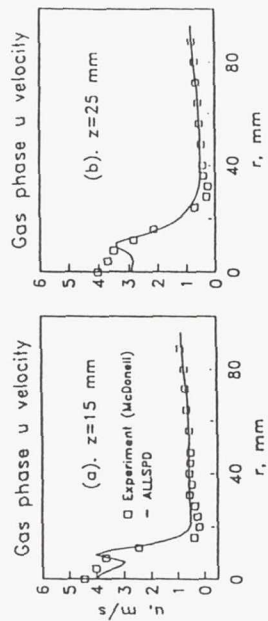 Gas phase u velocity
6
5
4
3
2
1
0
u, m/s
(a). z=15 mm
□ Experiment (McDonell)
— ALLSPD
0 40 80
r, mm
Gas phase u velocity
6
5
4
3
2
1
0
(b). z=25 mm
0 40 80
r, mm